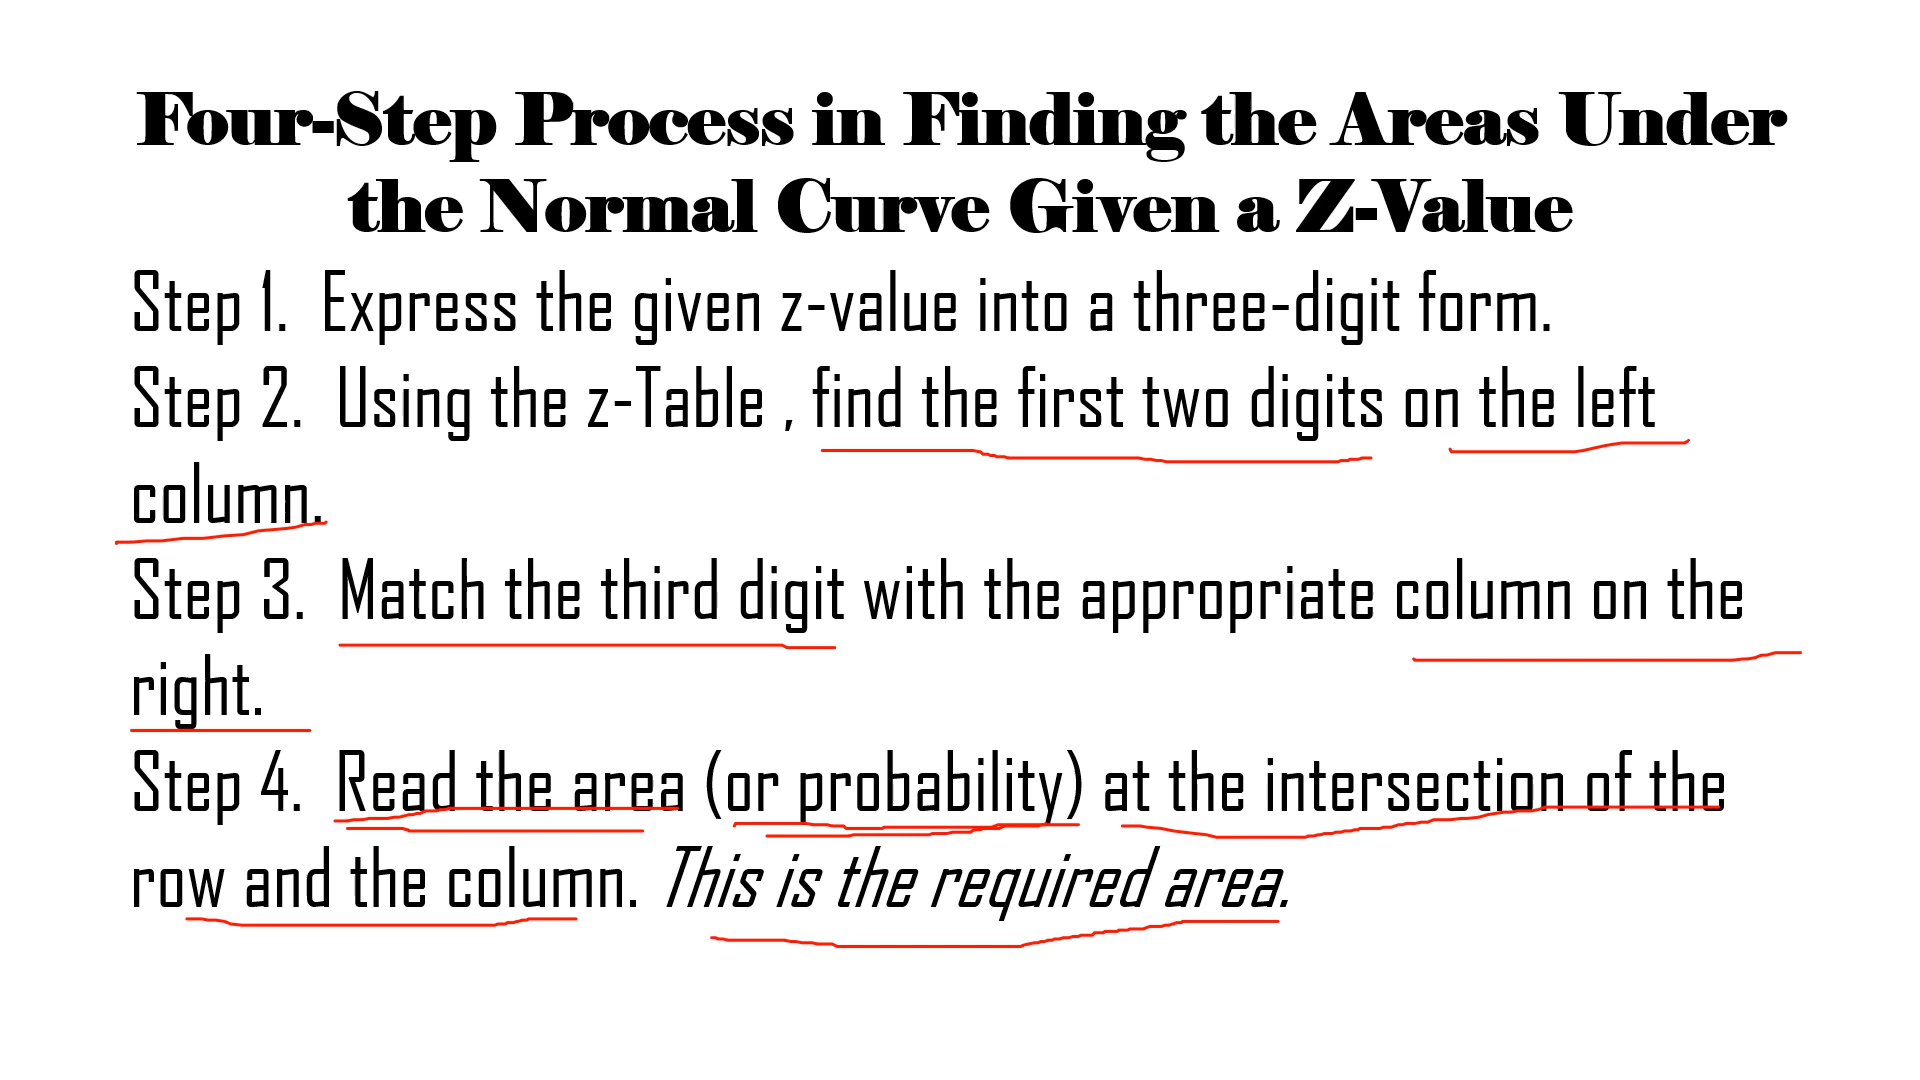 Four-Step Process in Finding the Areas Under
the Normal Curve Given a Z-Value
Step 1.  Express the given z-value into a three-digit form.
Step 2.  Using the z-Table , find the first two digits on the left
column.
Step 3.  Match the third digit with the appropriate column on the
right.
Step 4.  Read the area (or probability) at the intersection of the
row and the column. This is the required area.